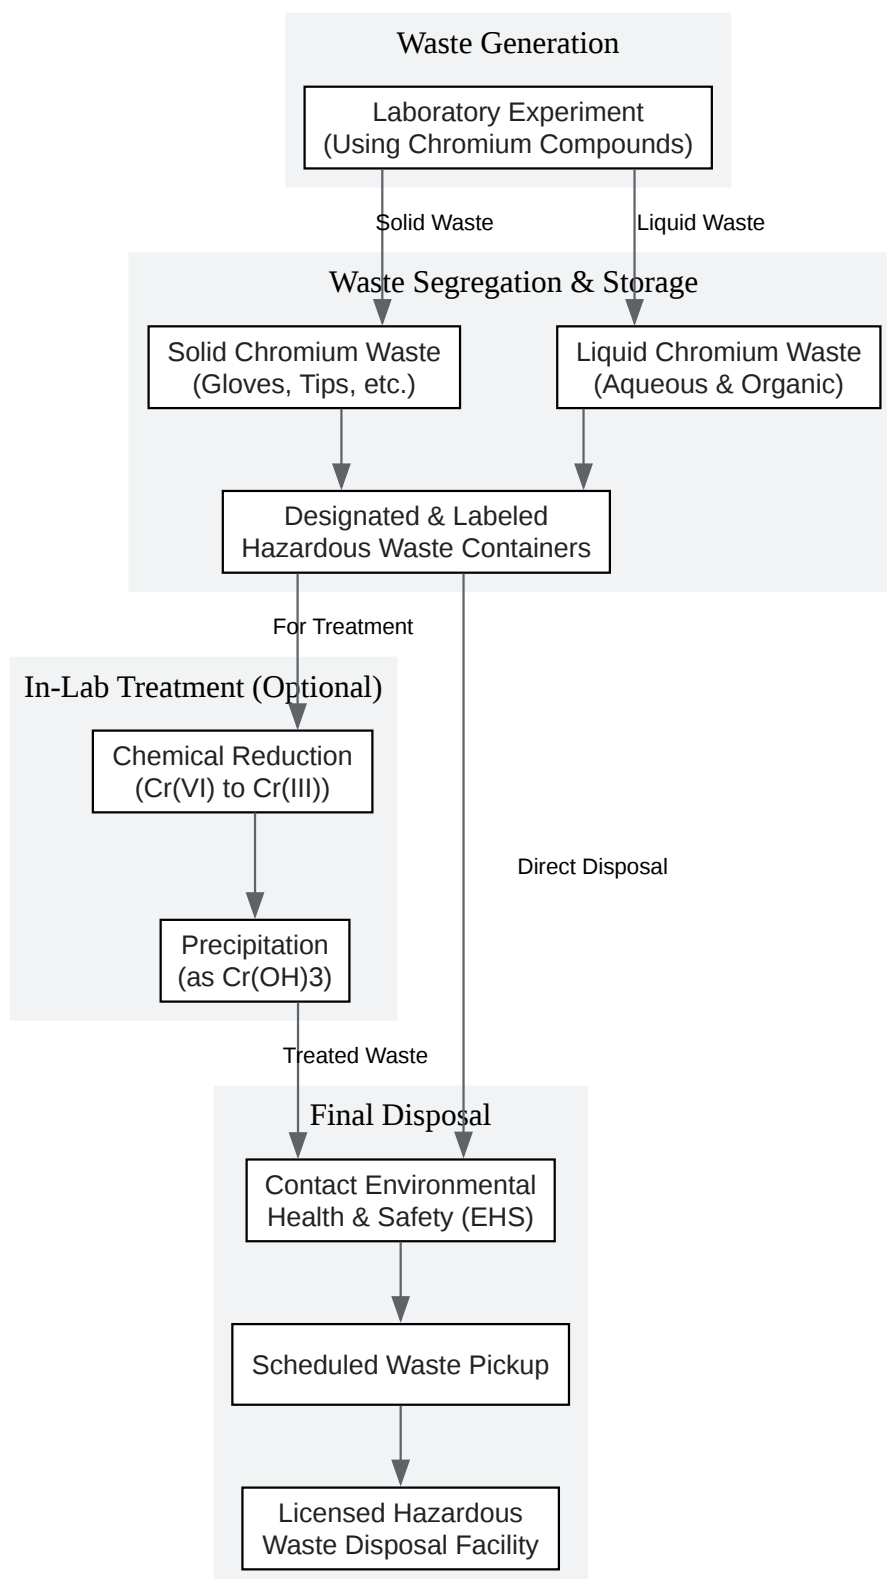 Waste Generation
Laboratory Experiment
(Using Chromium Compounds)
Solid Waste
Liquid Waste
Waste Segregation & Storage
Solid Chromium Waste
(Gloves, Tips, etc.)
Liquid Chromium Waste
(Aqueous & Organic)
Designated & Labeled
Hazardous Waste Containers
For Treatment
In-Lab Treatment (Optional)
Chemical Reduction
(Cr(VI) to Cr(III))
Direct Disposal
Precipitation
(as Cr(OH)3)
Treated Waste
Final Disposal
Contact Environmental
Health & Safety (EHS)
Scheduled Waste Pickup
Licensed Hazardous
Waste Disposal Facility